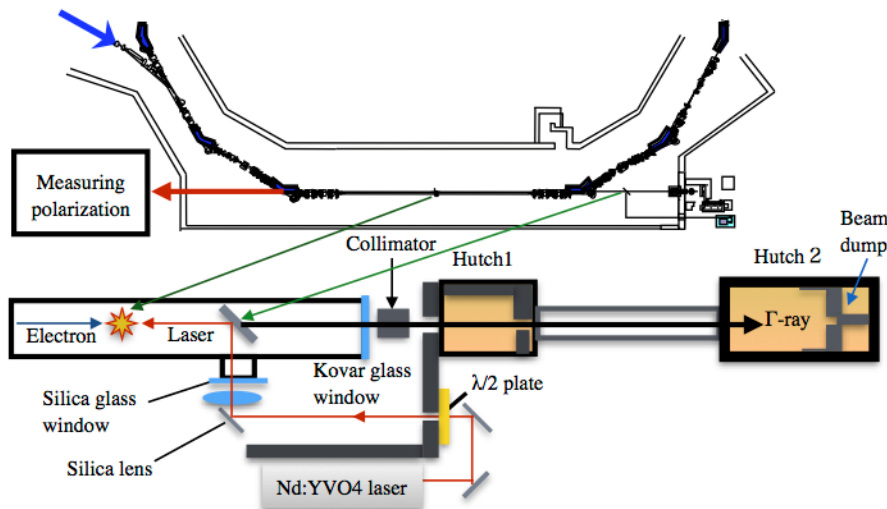 Measuring
polarization
Collimator
Hutch1
Hutch 2
Beam
dump
Electron
Laser
Γ-ray
Kovar glass
window
λ/2 plate
Silica glass
window
Silica lens
Nd:YVO4 laser